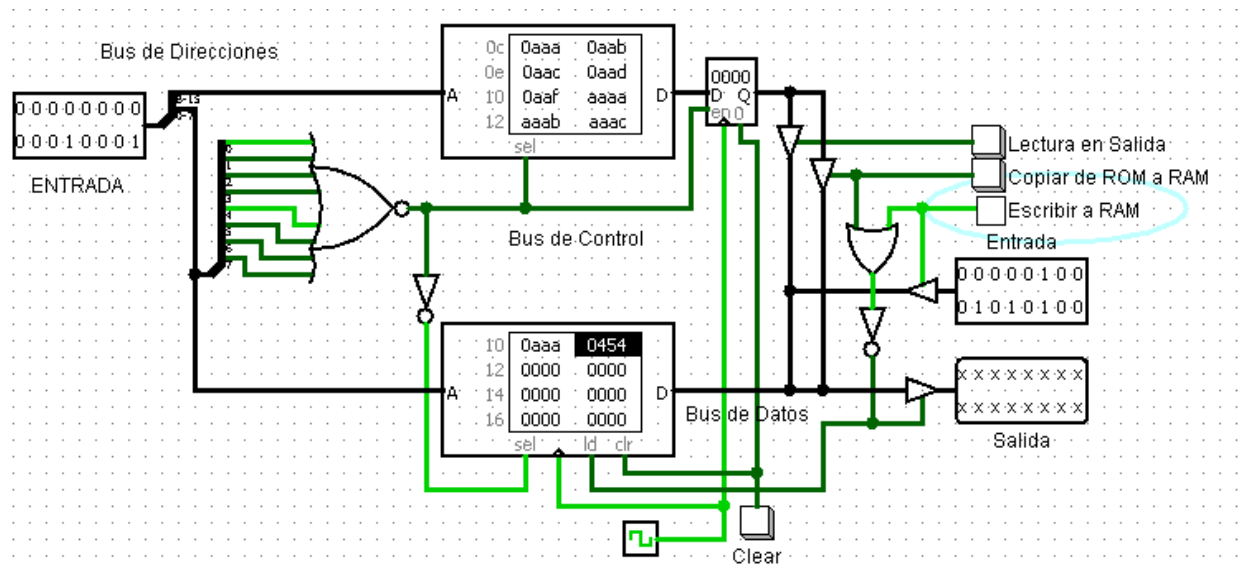 Bus de Direcciones
0 0 0 0 0 0 0 0
0 0 0 1 0 0 0 1
ENTRADA
A
0c 0aaa 0aab
0e 0aac 0aad
10 0aaf aaaa
12 aaab aaac
D
sel
0000
D Q
en 0
Lectura en Salida
Copiar de ROM a RAM
Escribir a RAM
Bus de Control
Entrada
0 0 0 0 0 1 0 0
0 1 0 1 0 1 0 0
A
10 0aaa 0454
12 0000 0000
14 0000 0000
16 0000 0000
D
sel ld clr
Bus de Datos
x x x x x x x x
x x x x x x x x
Salida
Clear